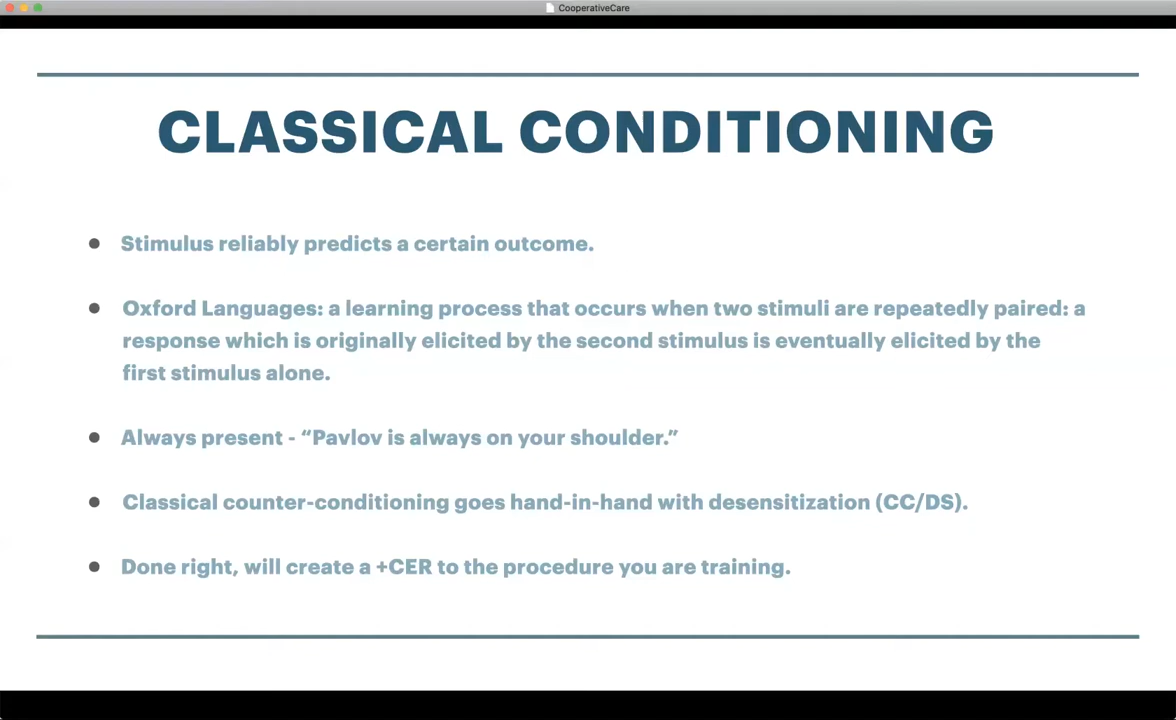 CooperativeCare
CLASSICAL CONDITIONING
● Stimulus reliably predicts a certain outcome.
● Oxford Languages: a learning process that occurs when two stimuli are repeatedly paired: a
response which is originally elicited by the second stimulus is eventually elicited by the
first stimulus alone.
● Always present - “Pavlov is always on your shoulder.”
● Classical counter-conditioning goes hand-in-hand with desensitization (CC/DS).
● Done right, will create a +CER to the procedure you are training.